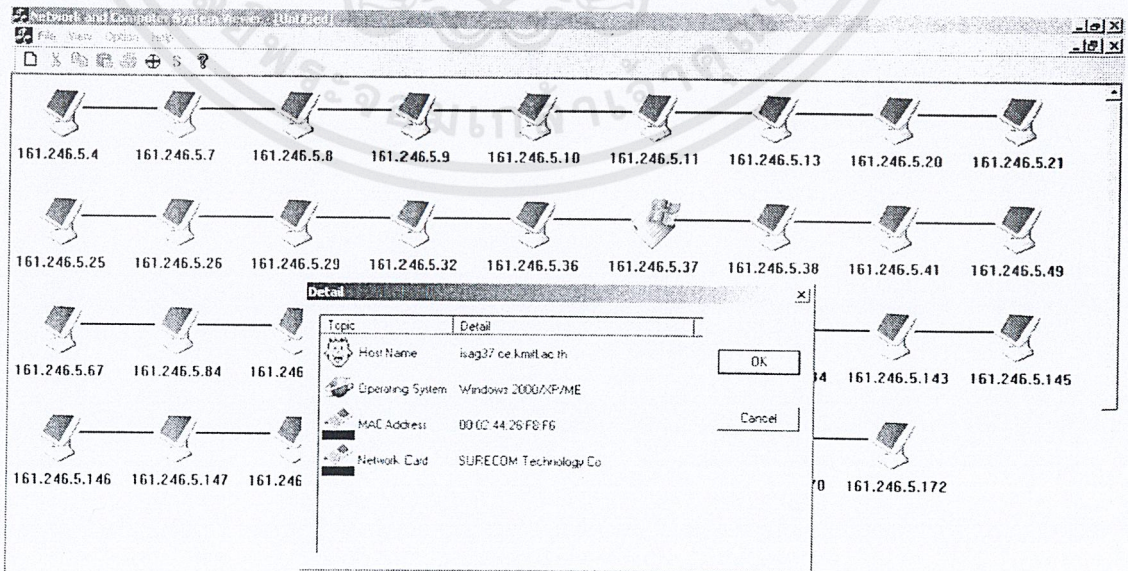 Network and Computer System Viewer - [Untitled]
File View Option Help
S ?
161.246.5.4 161.246.5.7 161.246.5.8 161.246.5.9 161.246.5.10 161.246.5.11 161.246.5.13 161.246.5.20 161.246.5.21
161.246.5.25 161.246.5.26 161.246.5.29 161.246.5.32 161.246.5.36 161.246.5.37 161.246.5.38 161.246.5.41 161.246.5.49
Detail
Topic Detail
Host Name isag37.ce.kmitl.ac.th
OK
161.246.5.67 161.246.5.84 161.246 34 161.246.5.143 161.246.5.145
Operating System Windows 2000/XP/ME
MAC Address 00.02.44.26.F8.F6
Cancel
Network Card SURECOM Technology Co
161.246.5.146 161.246.5.147 161.246 70 161.246.5.172